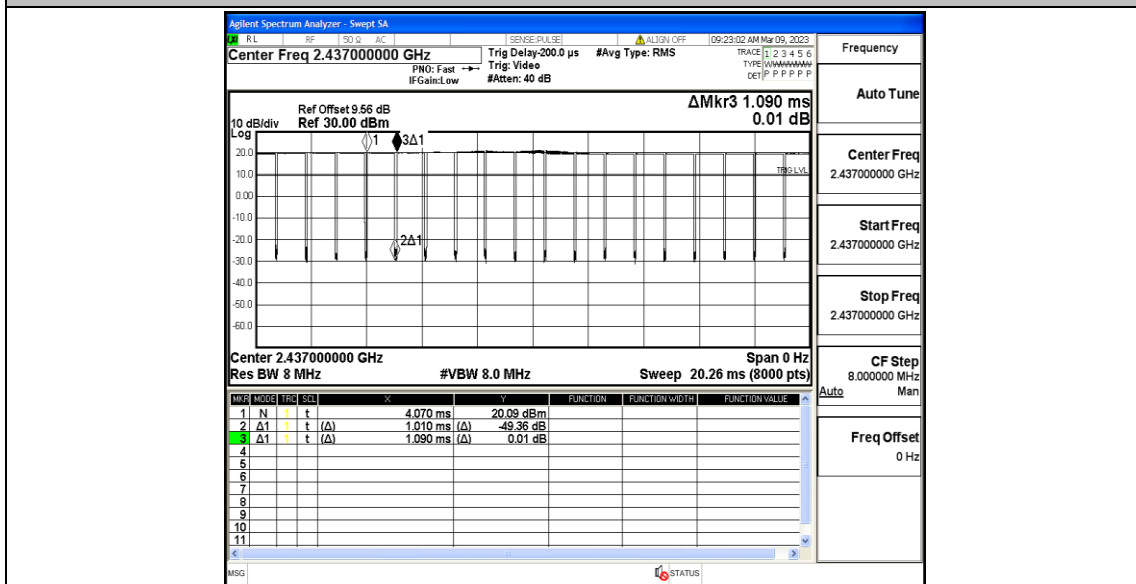 Agilent Spectrum Analyzer - Swept SA
RL RF 50 Ω AC SENSE:PULSE ALIGN OFF 09:23:02 AM Mar 09, 2023
Center Freq 2.437000000 GHz
PNO: Fast
IFGain:Low
Trig Delay-200.0 µs
Trig: Video
#Atten: 40 dB
#Avg Type: RMS
TRACE 1 2 3 4 5 6
TYPE
DET P P P P P P
Frequency
Auto Tune
Center Freq
2.437000000 GHz
Start Freq
2.437000000 GHz
Stop Freq
2.437000000 GHz
CF Step
8.000000 MHz
Auto Man
Freq Offset
0 Hz
ΔMkr3 1.090 ms
0.01 dB
Ref Offset 9.56 dB
10 dB/div Ref 30.00 dBm
Log
1 3Δ1
20.0
TRIG LVL
10.0
0.00
-10.0
-20.0
2Δ1
-30.0
-40.0
-50.0
-60.0
Center 2.437000000 GHz Span 0 Hz
Res BW 8 MHz #VBW 8.0 MHz Sweep 20.26 ms (8000 pts)
MKR MODE TRC SCL X Y FUNCTION FUNCTION WIDTH FUNCTION VALUE
1 N 1 t 4.070 ms 20.09 dBm
2 Δ1 1 t (Δ) 1.010 ms (Δ) -49.36 dB
3 Δ1 1 t (Δ) 1.090 ms (Δ) 0.01 dB
4
5
6
7
8
9
10
11
MSG STATUS